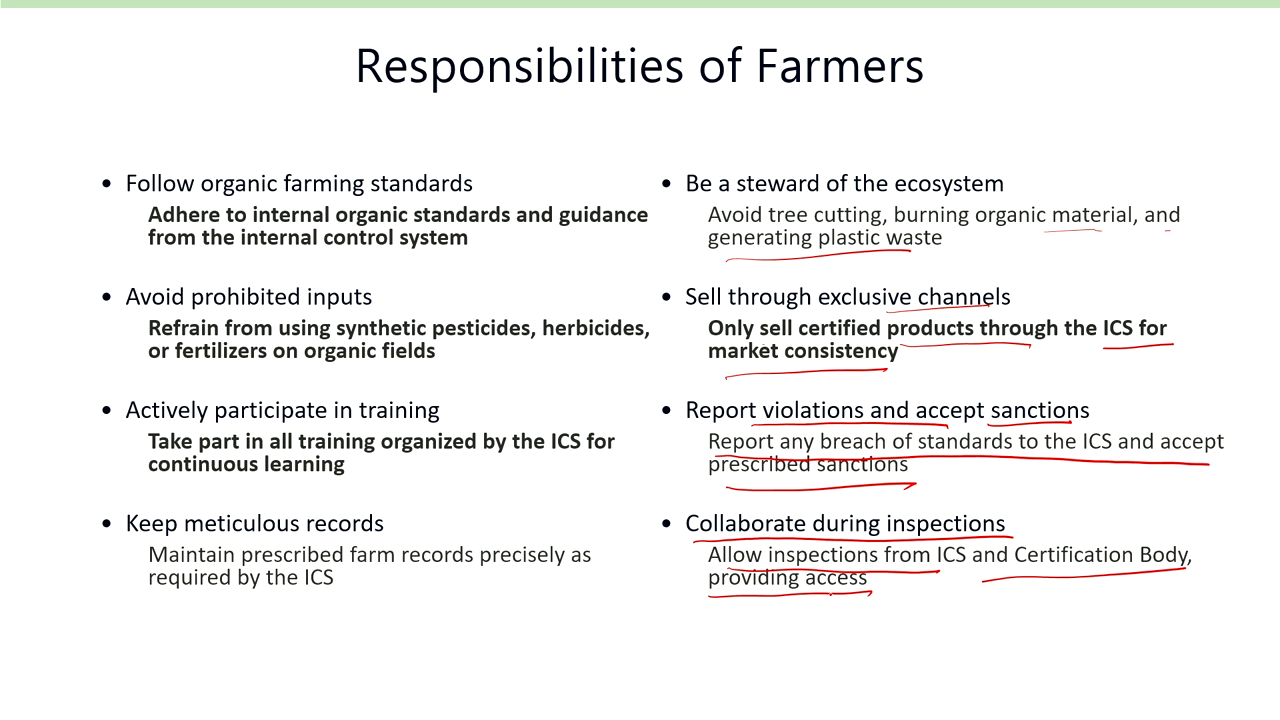 Responsibilities of Farmers
• Follow organic farming standards
Adhere to internal organic standards and guidance
from the internal control system
• Avoid prohibited inputs
Refrain from using synthetic pesticides, herbicides,
or fertilizers on organic fields
• Actively participate in training
Take part in all training organized by the ICS for
continuous learning
• Keep meticulous records
Maintain prescribed farm records precisely as
required by the ICS
• Be a steward of the ecosystem
Avoid tree cutting, burning organic material, and
generating plastic waste
• Sell through exclusive channels
Only sell certified products through the ICS for
market consistency
• Report violations and accept sanctions
Report any breach of standards to the ICS and accept
prescribed sanctions
• Collaborate during inspections
Allow inspections from ICS and Certification Body,
providing access